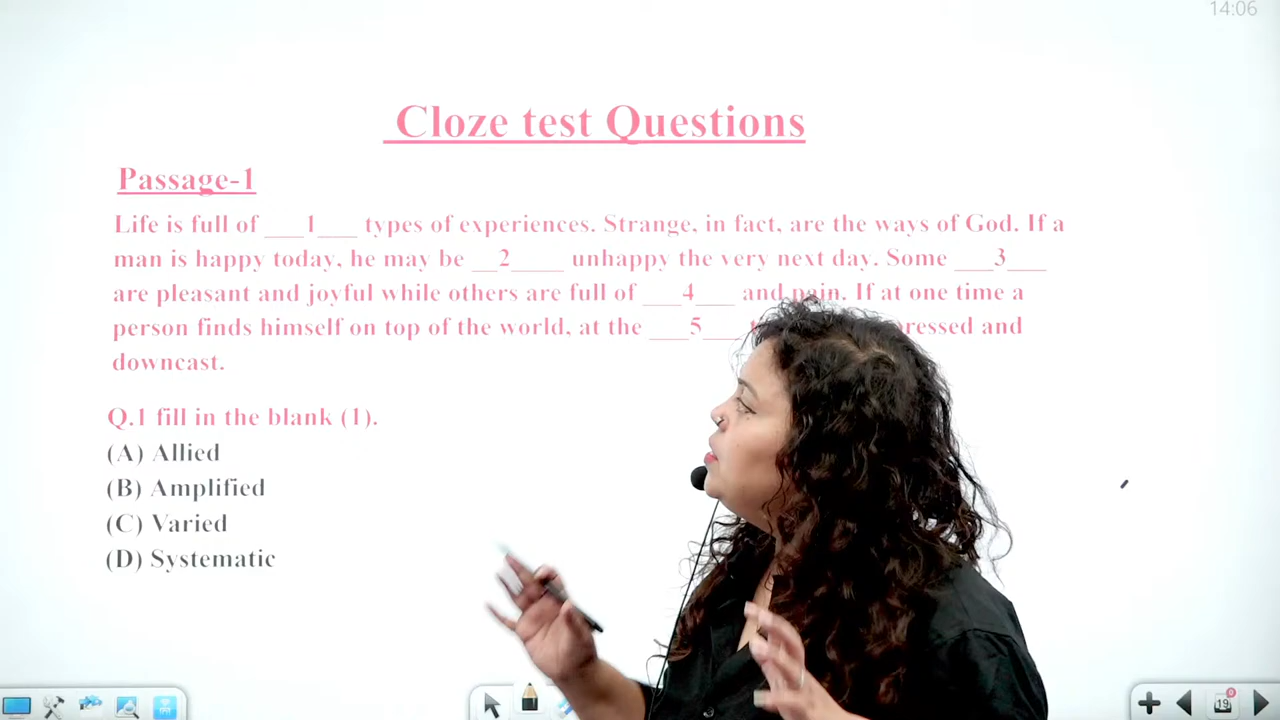 14:06
Cloze test Questions
Passage-1
Life is full of ___1___ types of experiences. Strange, in fact, are the ways of God. If a
man is happy today, he may be __2____ unhappy the very next day. Some ___3___
are pleasant and joyful while others are full of ___4___ and pain. If at one time a
person finds himself on top of the world, at the ___5___ and
downcast.
Q.1 fill in the blank (1).
(A) Allied
(B) Amplified
(C) Varied
(D) Systematic
19